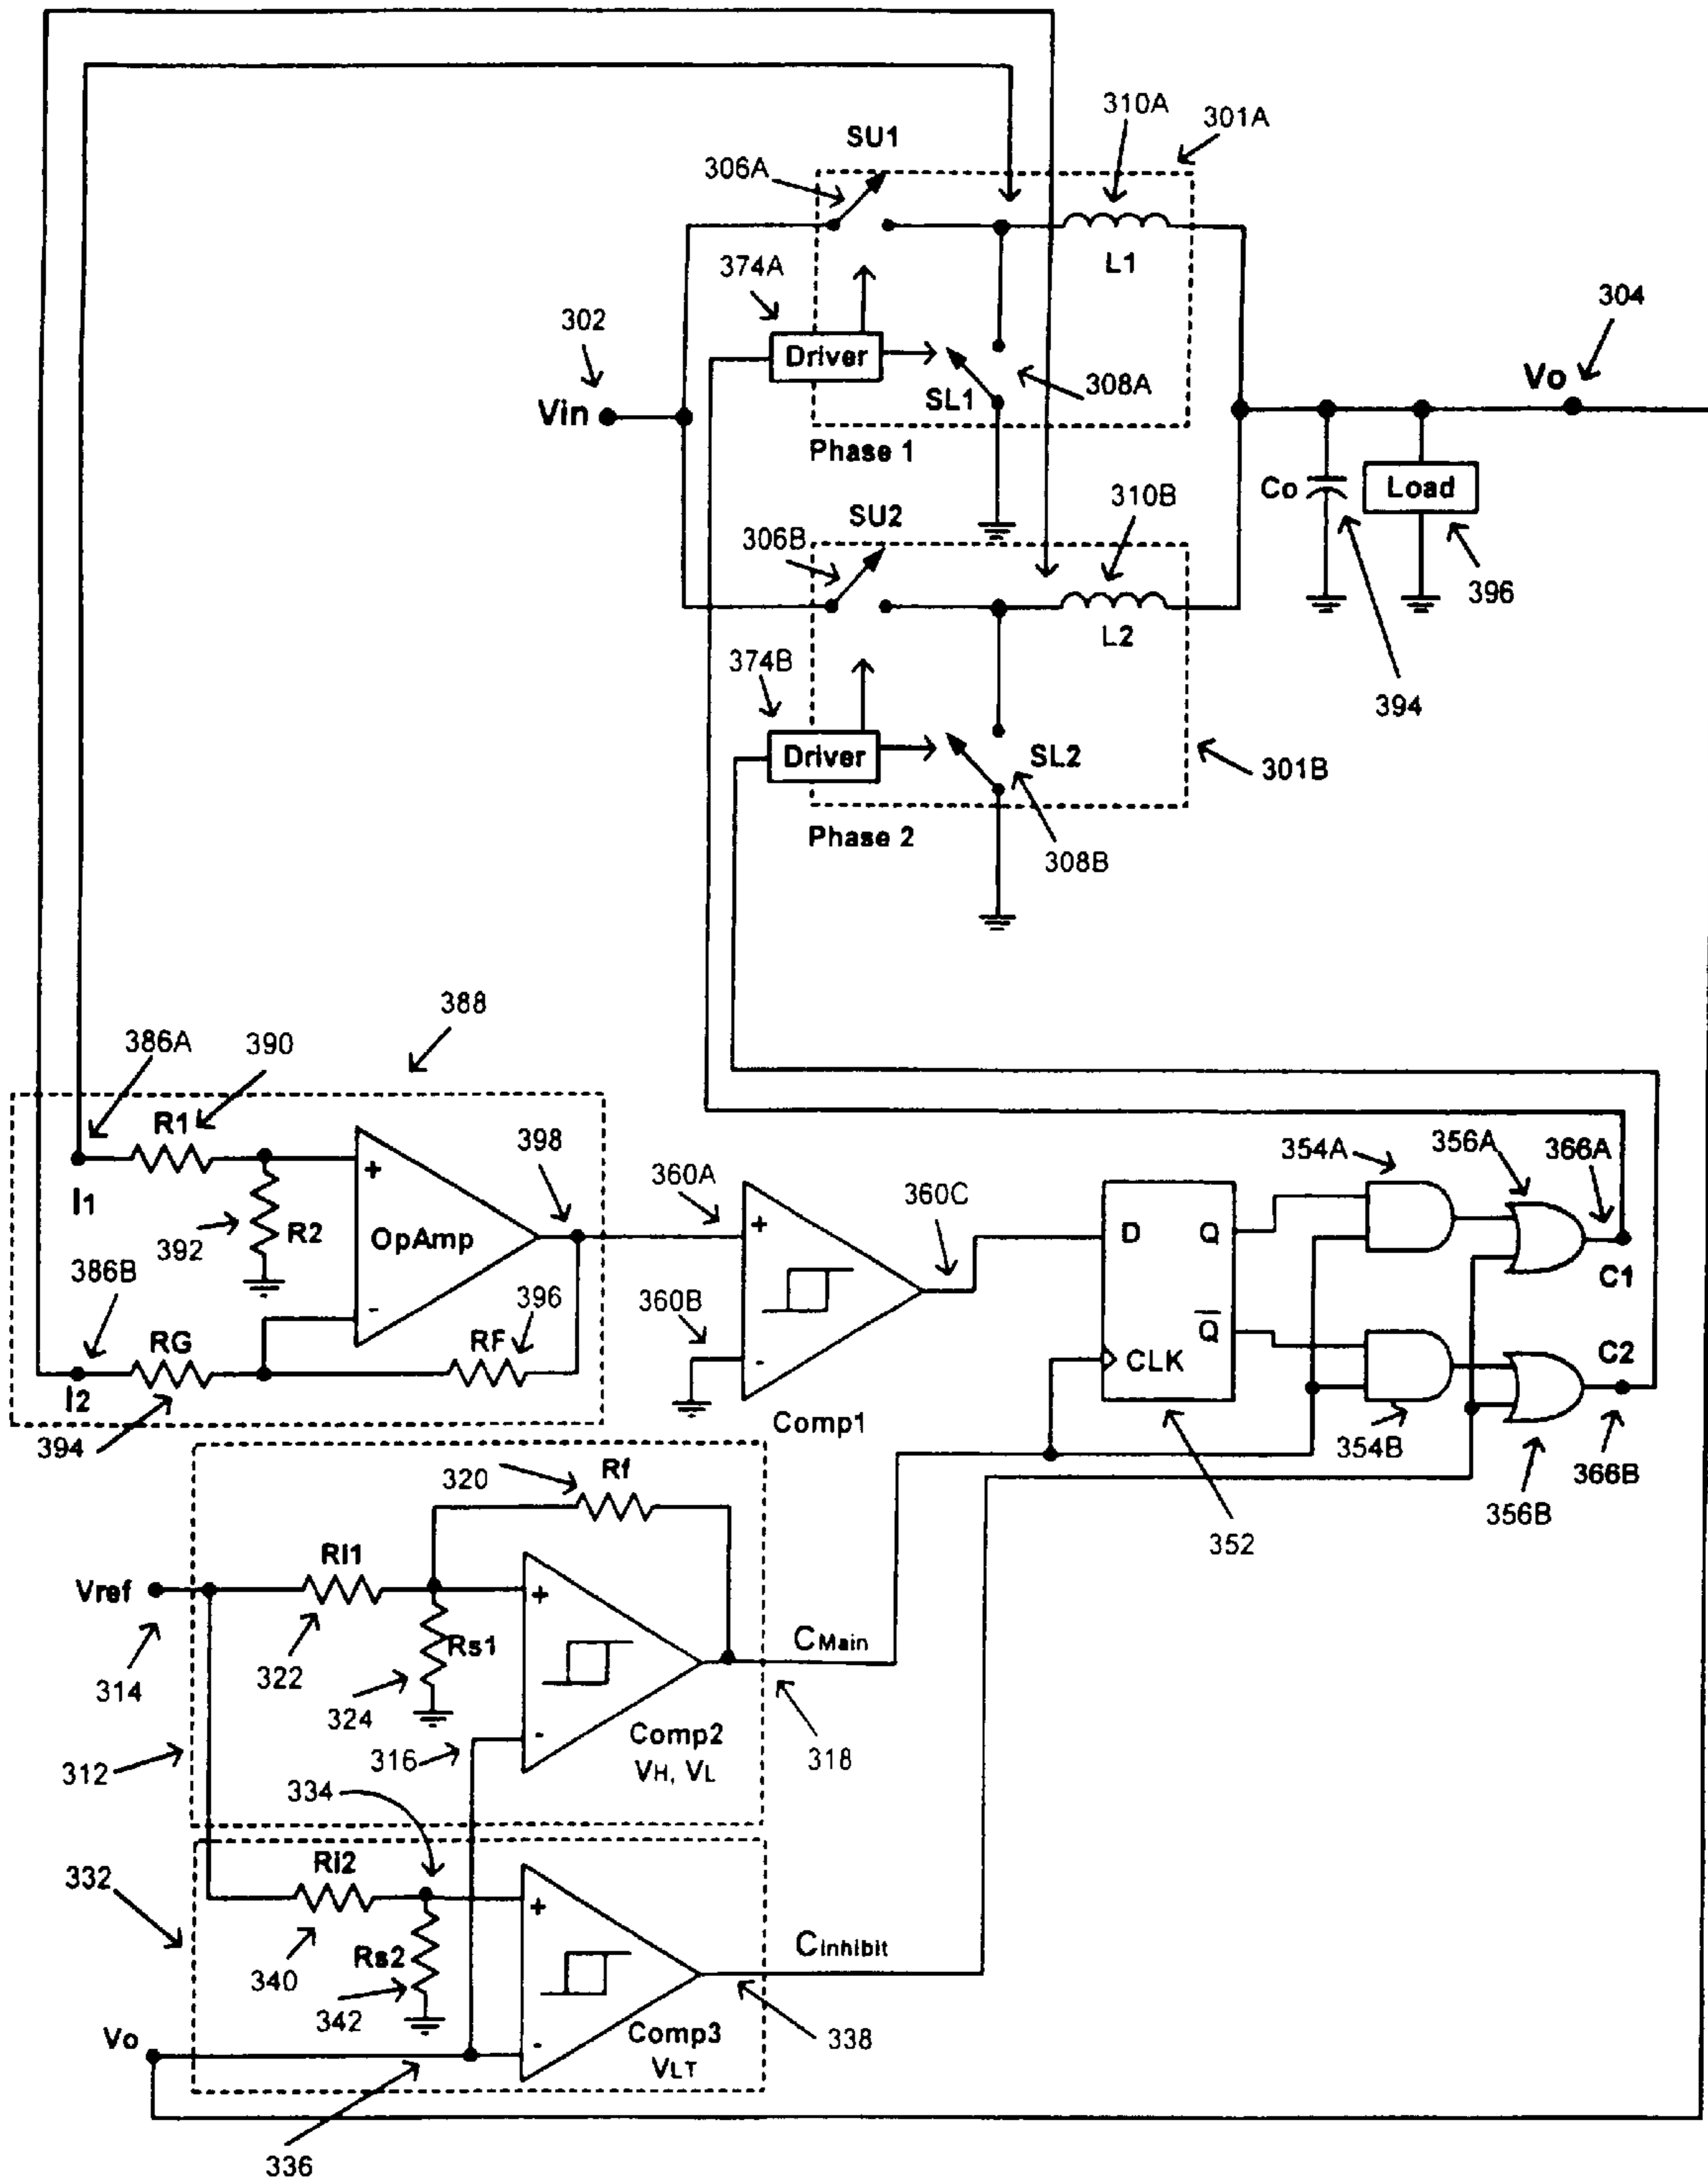 310A
301A
SU1
306A
374A
L1
302
304
Driver
308A
Vin
SL1
Vo
Phase 1
Co
Load
310B
SU2
306B
L2
396
374B
394
Driver
SL2
301B
Phase 2
308B
388
386A
390
R1
398
354A
356A
366A
360A
360C
I1
+
+
392
R2
OpAmp
D
Q
386B
C1
396
360B
-
RG
RF
Q
C2
-
CLK
I2
Comp1
394
354B
320
Rf
366B
356B
352
Ri1
Vref
+
Rs1
CMain
322
314
324
Comp2
316
-
318
312
VH, VL
334
Ri2
332
+
Rs2
CInhibit
340
342
Comp3
338
Vo
-
VLT
336